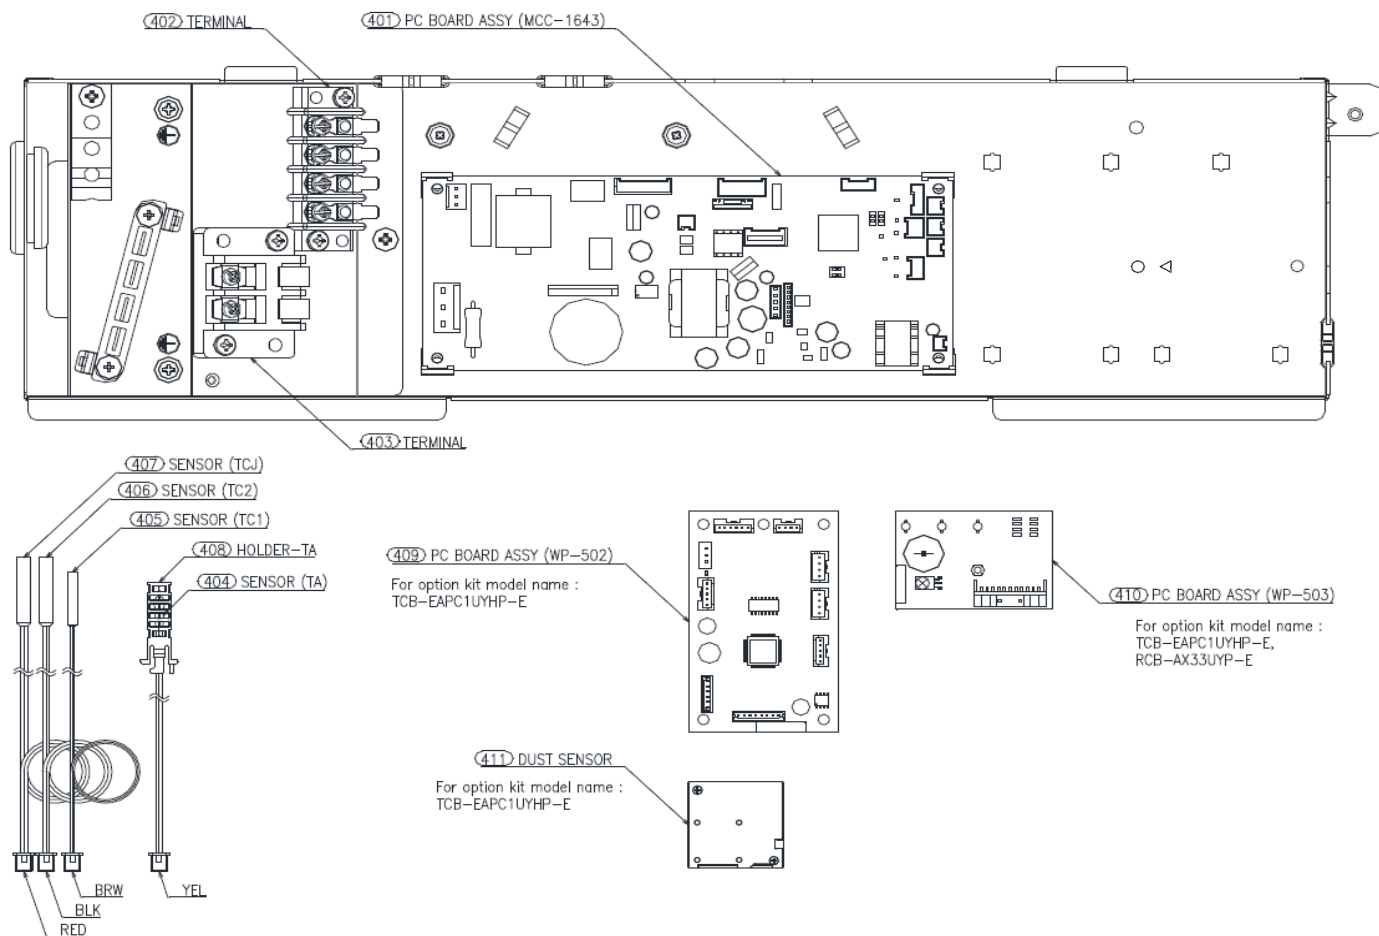 402 TERMINAL
401 PC BOARD ASSY (MCC-1643)
403 TERMINAL
407 SENSOR (TCJ)
406 SENSOR (TC2)
405 SENSOR (TC1)
408 HOLDER-TA
404 SENSOR (TA)
409 PC BOARD ASSY (WP-502)
For option kit model name :
TCB-EAPC1UYHP-E
410 PC BOARD ASSY (WP-503)
For option kit model name :
TCB-EAPC1UYHP-E,
RCB-AX33UYP-E
411 DUST SENSOR
For option kit model name :
TCB-EAPC1UYHP-E
BRW
YEL
BLK
RED